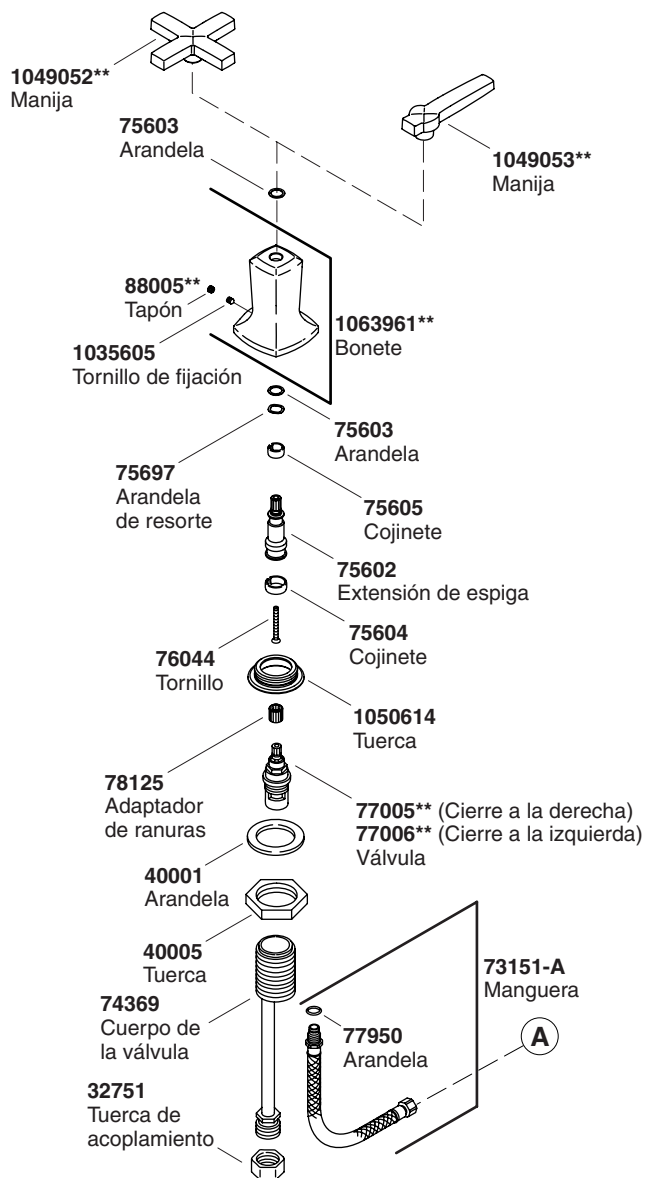 1049052**
Manija
75603
Arandela
1049053**
Manija
88005**
Tapón
1035605
Tornillo de fijación
1063961**
Bonete
75603
Arandela
75697
Arandela
de resorte
75605
Cojinete
75602
Extensión de espiga
75604
Cojinete
76044
Tornillo
1050614
Tuerca
78125
Adaptador
de ranuras
77005** (Cierre a la derecha)
77006** (Cierre a la izquierda)
Válvula
40001
Arandela
40005
Tuerca
73151-A
Manguera
74369
Cuerpo de
la válvula
77950
Arandela
A
32751
Tuerca de
acoplamiento